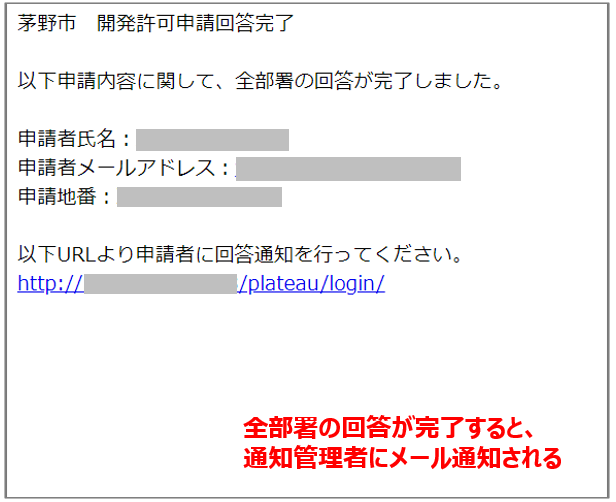 茅野市　開発許可申請回答完了
以下申請内容に関して、全部署の回答が完了しました。
申請者氏名：
申請者メールアドレス：
申請地番：
以下URLより申請者に回答通知を行ってください。
http:// /plateau/login/
全部署の回答が完了すると、
通知管理者にメール通知される